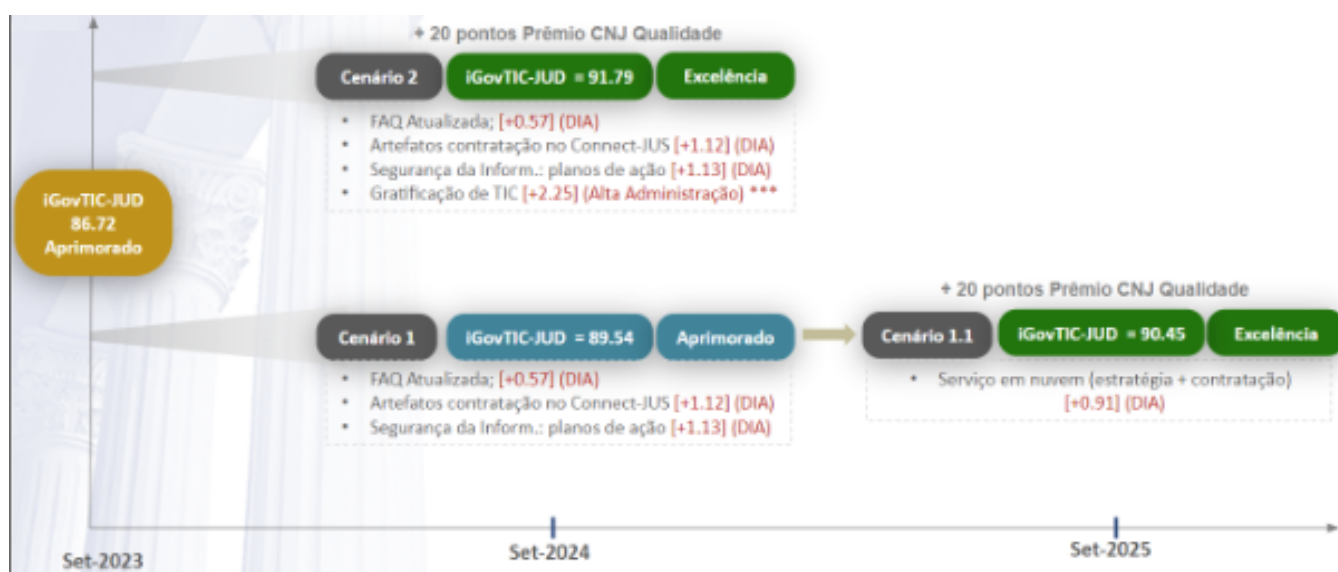 + 20 pontos Prêmio CNJ Qualidade
Cenário 2
iGovTIC-JUD = 91.79
Excelência
• FAQ Atualizada; [+0.57] (DIA)
• Artefatos contratação no Connect-JUS [+1.12] (DIA)
• Segurança da Inform.: planos de ação [+1.13] (DIA)
• Gratificação de TIC [+2.25] (Alta Administração) ***
iGovTIC-JUD
86.72
Aprimorado
Cenário 1
iGovTIC-JUD = 89.54
Aprimorado
• FAQ Atualizada; [+0.57] (DIA)
• Artefatos contratação no Connect-JUS [+1.12] (DIA)
• Segurança da Inform.: planos de ação [+1.13] (DIA)
+ 20 pontos Prêmio CNJ Qualidade
Cenário 1.1
iGovTIC-JUD = 90.45
Excelência
• Serviço em nuvem (estratégia + contratação)
[+0.91] (DIA)
Set-2023
Set-2024
Set-2025